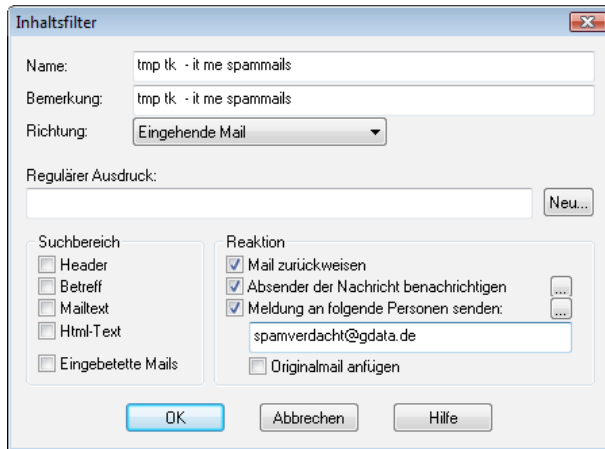 Inhaltsfilter
Name: tmp tk - it me spammails
Bemerkung: tmp tk - it me spammails
Richtung: Eingehende Mail
Regulärer Ausdruck:
Neu...
Suchbereich
Header
Betreff
Mailtext
Html-Text
Eingebettete Mails
Reaktion
Mail zurückweisen
Absender der Nachricht benachrichtigen ...
Meldung an folgende Personen senden: ...
spamverdacht@gdata.de
Originalmail anfügen
OK Abbrechen Hilfe